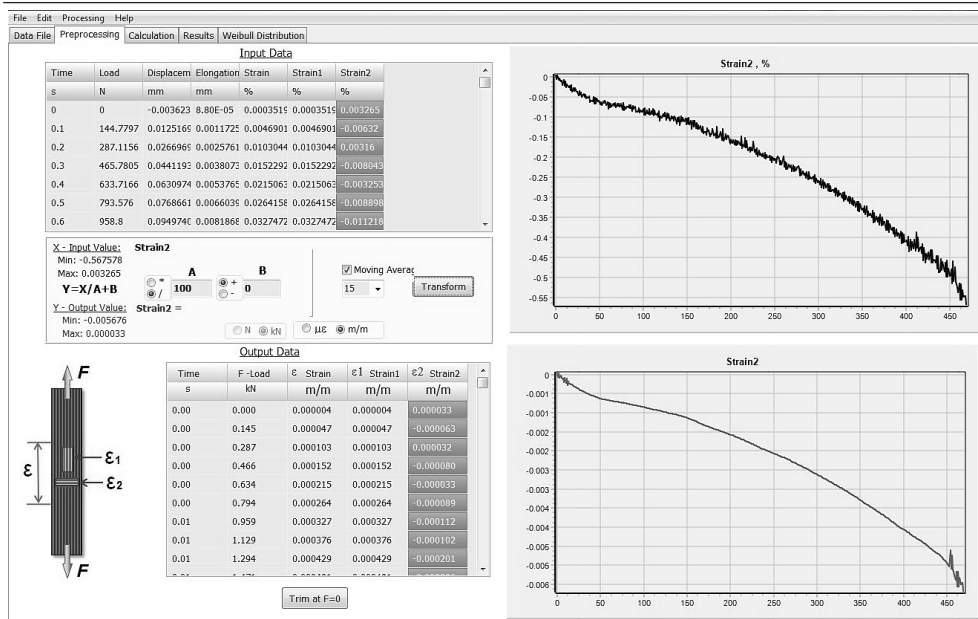 File Edit Processing Help
Data File Preprocessing Calculation Results Weibull Distribution
Input Data
Time Load Displacem Elongation Strain Strain1 Strain2
s N mm mm % % %
0 0 -0.003623 8.80E-05 0.0003519 0.0003519 0.003265
0.1 144.7797 0.0125169 0.0011725 0.0046901 0.0046901 -0.00632
0.2 287.1156 0.0266969 0.0025761 0.0103044 0.0103044 0.00316
0.3 465.7805 0.0441193 0.0038073 0.0152292 0.0152292 -0.008043
0.4 633.7166 0.0630974 0.0053765 0.0215063 0.0215063 -0.003253
0.5 793.576 0.0768661 0.0066039 0.0264158 0.0264158 -0.008898
0.6 958.8 0.094974 0.0081868 0.0327472 0.0327472 -0.011218
X - Input Value: Strain2
Min: -0.567578
Max: 0.003265
Y=X/A+B
A
* /
100
B
+ -
0
Moving Averag
15
Transform
Y - Output Value: Strain2 =
Min: -0.005676
Max: 0.000033
N kN με m/m
Output Data
Time F -Load ε Strain ε1 Strain1 ε2 Strain2
s kN m/m m/m m/m
0.00 0.000 0.000004 0.000004 0.000033
0.00 0.145 0.000047 0.000047 -0.000063
0.00 0.287 0.000103 0.000103 0.000032
0.00 0.466 0.000152 0.000152 -0.000080
0.00 0.634 0.000215 0.000215 -0.000033
0.00 0.794 0.000264 0.000264 -0.000089
0.01 0.959 0.000327 0.000327 -0.000112
0.01 1.129 0.000376 0.000376 -0.000102
0.01 1.294 0.000429 0.000429 -0.000201
Trim at F=0
F
ε
ε1
ε2
F
Strain2 , %
0
-0.05
-0.1
-0.15
-0.2
-0.25
-0.3
-0.35
-0.4
-0.45
-0.5
-0.55
0 50 100 150 200 250 300 350 400 450
Strain2
0
-0.001
-0.002
-0.002
-0.003
-0.003
-0.004
-0.004
-0.005
-0.005
-0.006
0 50 100 150 200 250 300 350 400 450